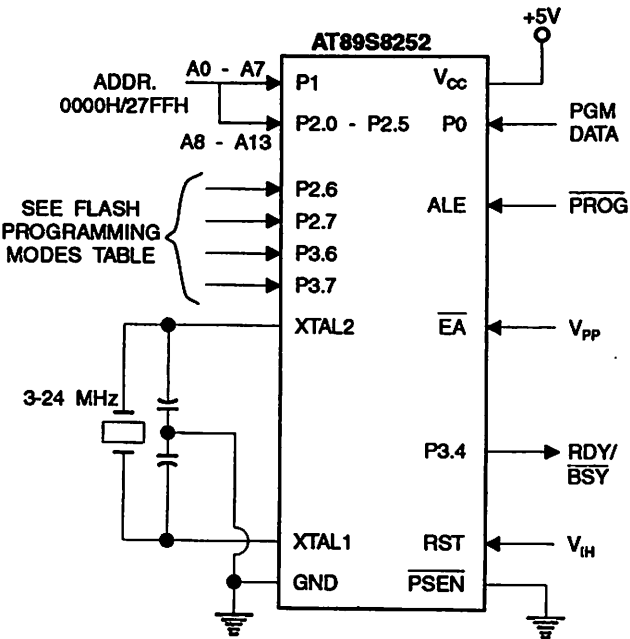 +5V
AT89S8252
A0 - A7
ADDR.
0000H/27FFH
A8 - A13
P1
VCC
P2.0 - P2.5
P0
PGM
DATA
SEE FLASH
PROGRAMMING
MODES TABLE
P2.6
P2.7
P3.6
P3.7
ALE
PROG
XTAL2
EA
VPP
3-24 MHz
P3.4
RDY/
BSY
XTAL1
RST
VIH
GND
PSEN